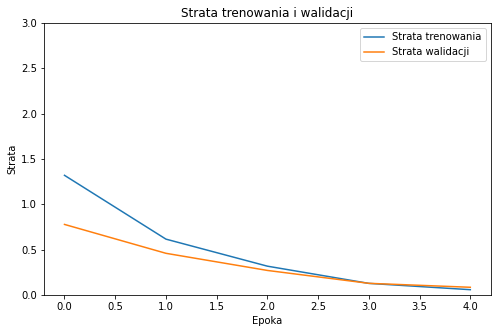 Strata trenowania i walidacji
Strata trenowania
Strata walidacji
Strata
3.0
2.5
2.0
1.5
1.0
0.5
0.0
0.0 0.5 1.0 1.5 2.0 2.5 3.0 3.5 4.0
Epoka